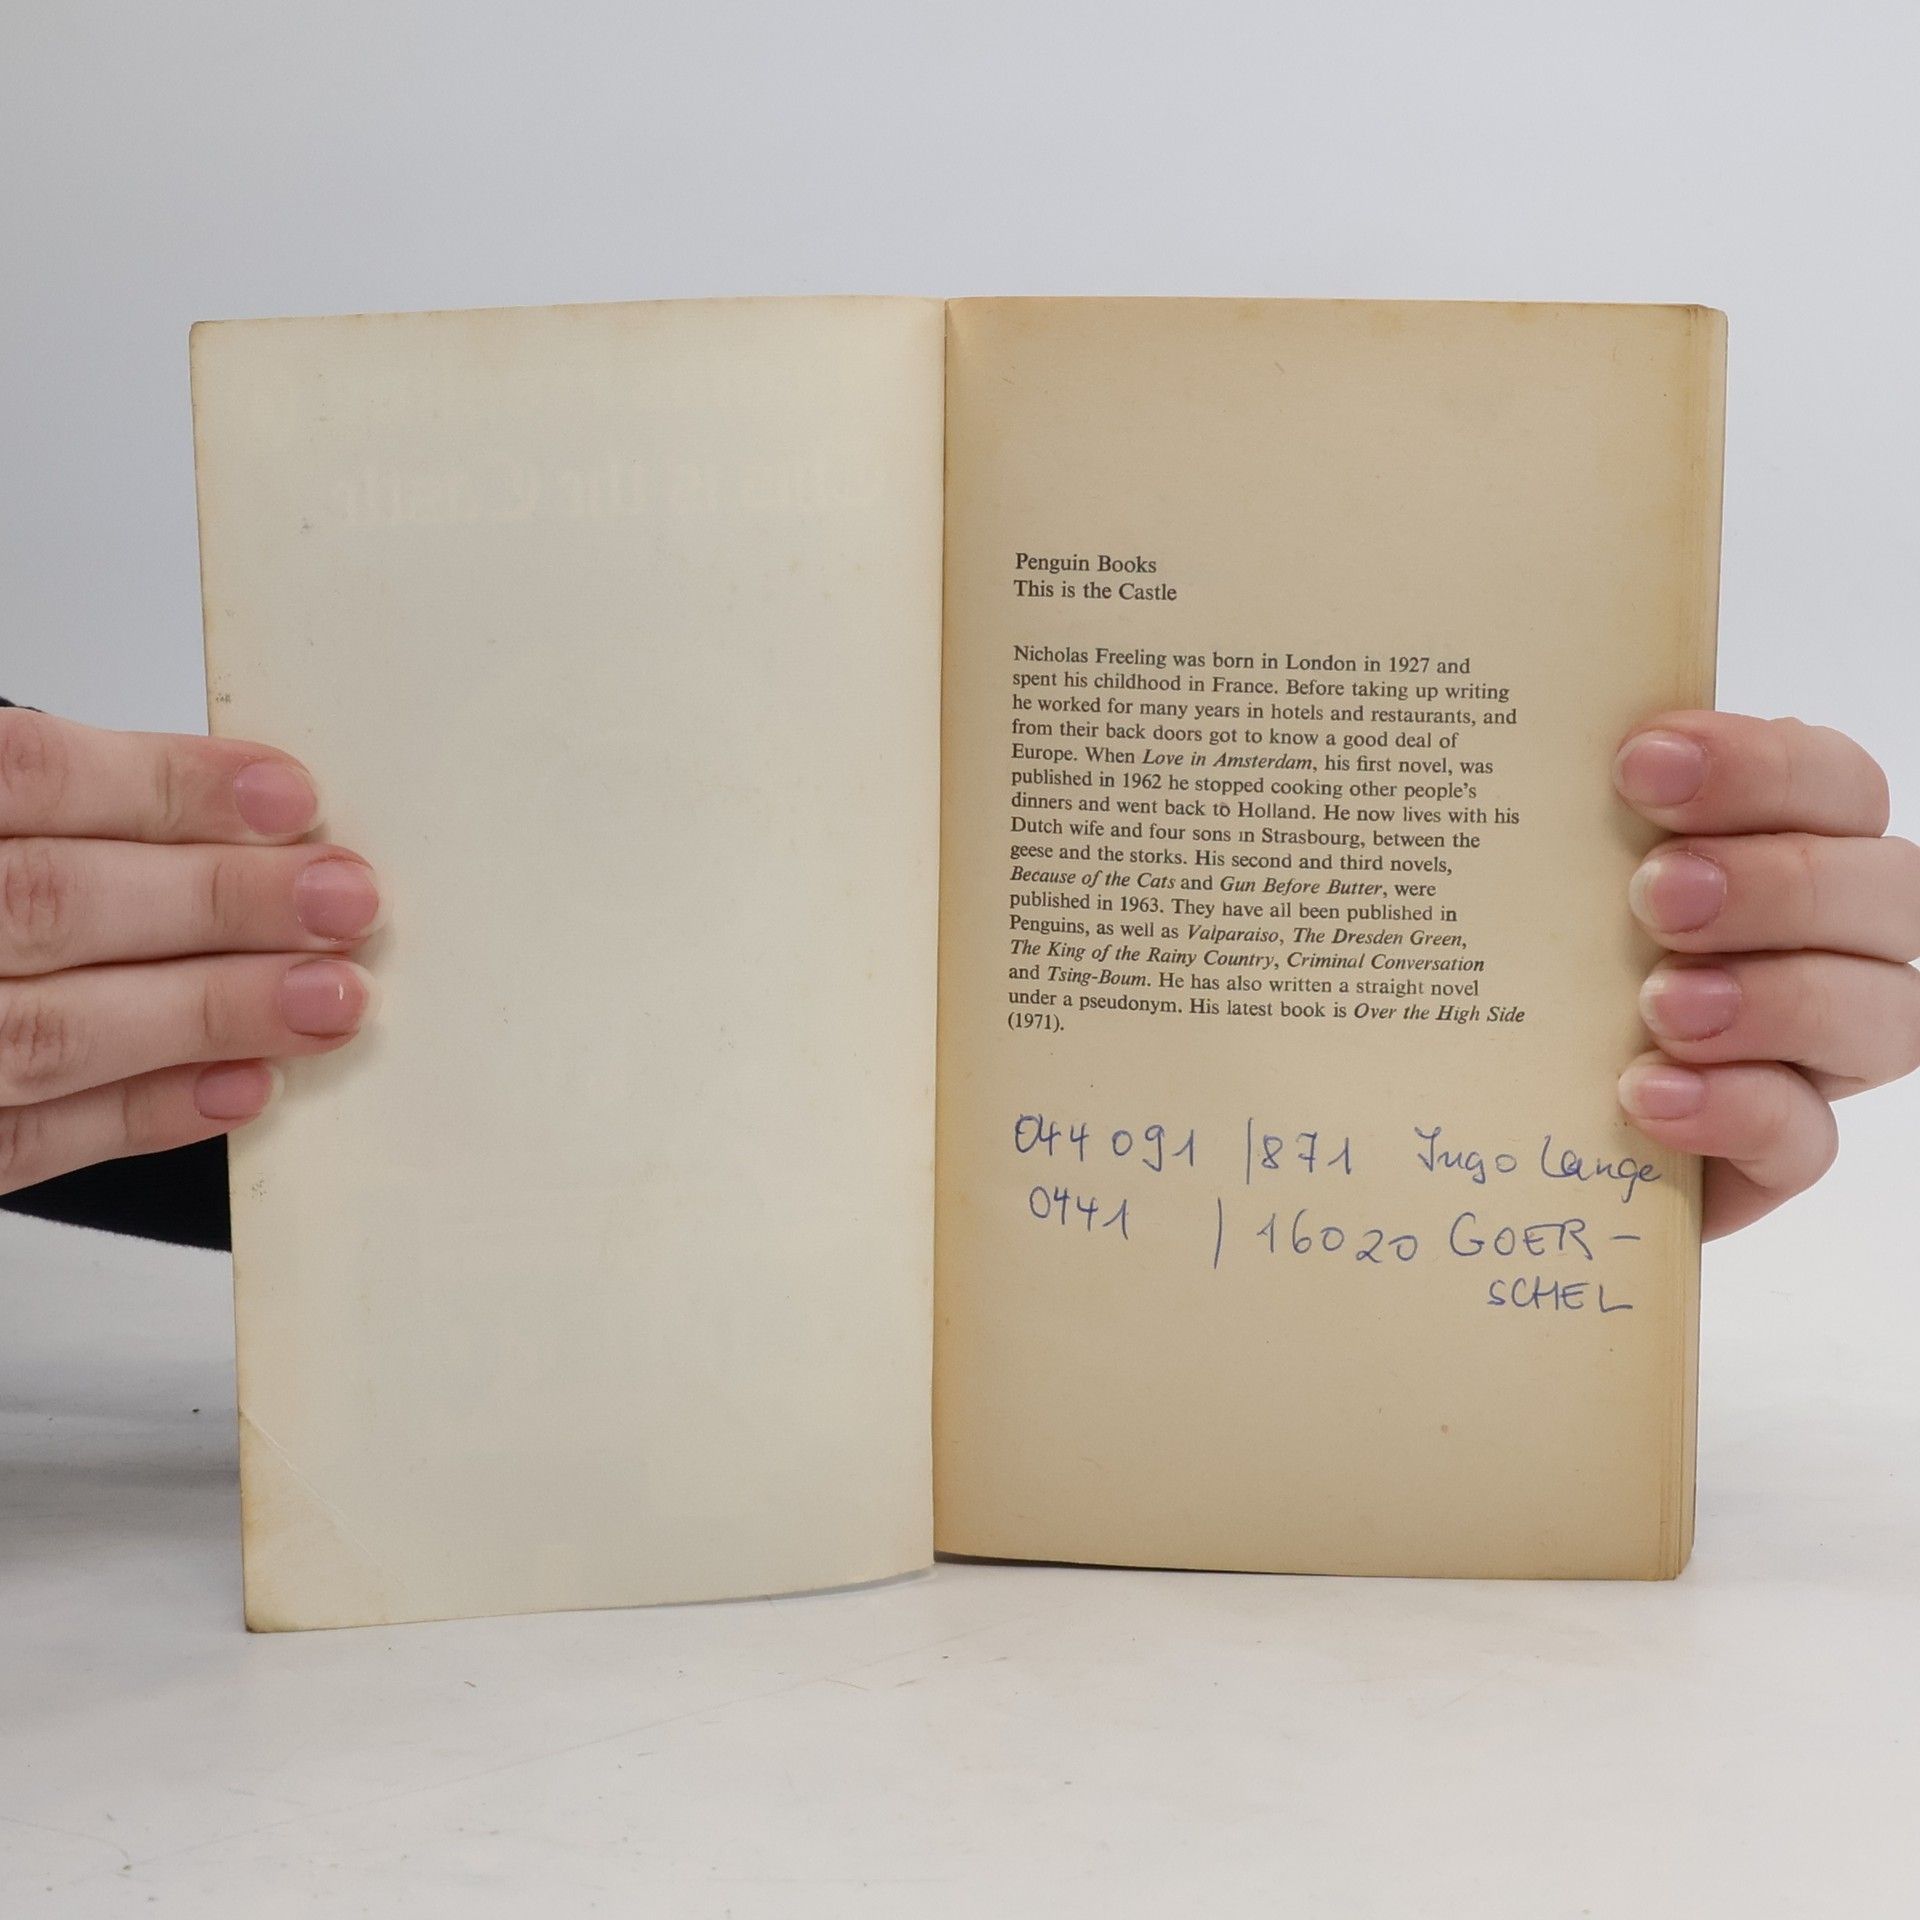 Penguin Books
This is the Castle
Nicholas Freeling was born in London in 1927 and
spent his childhood in France. Before taking up writing
he worked for many years in hotels and restaurants, and
from their back doors got to know a good deal of
Europe. When Love in Amsterdam, his first novel, was
published in 1962 he stopped cooking other people's
dinners and went back to Holland. He now lives with his
Dutch wife and four sons in Strasbourg, between the
geese and the storks. His second and third novels,
Because of the Cats and Gun Before Butter, were
published in 1963. They have all been published in
Penguins, as well as Valparaiso, The Dresden Green,
The King of the Rainy Country, Criminal Conversation
and Tsing-Boum. He has also written a straight novel
under a pseudonym. His latest book is Over the High Side
(1971).
044 091 /871 Ingo Lange
0441 / 16020 GOER-
SCHEL